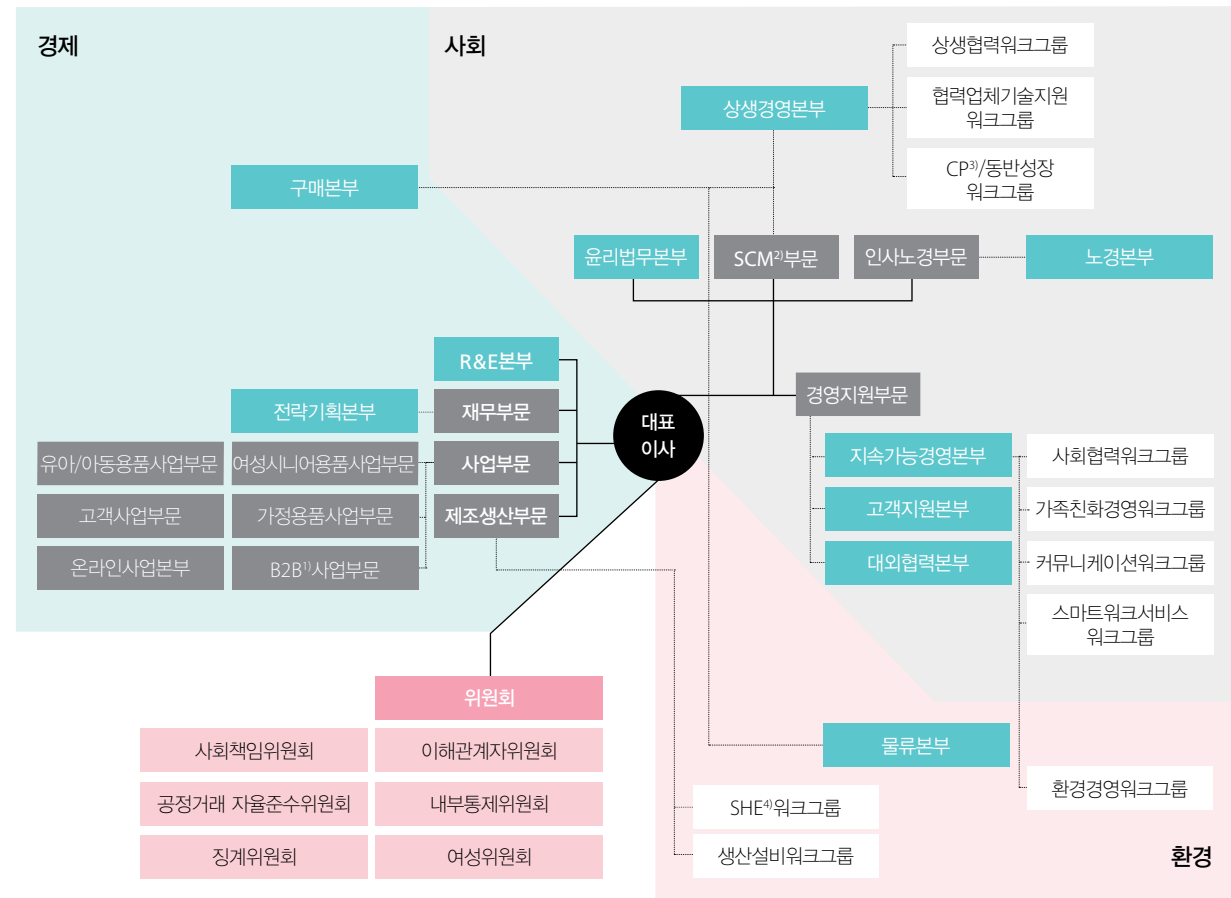 경제
사회
상생협력워크그룹
상생경영본부
협력업체기술지원
워크그룹
CP3)/동반성장
워크그룹
구매본부
윤리법무본부
SCM2)부문
인사노경부문
노경본부
R&E본부
전략기획본부
재무부문
대표
이사
경영지원부문
유아/아동용품사업부문
여성시니어용품사업부문
사업부문
고객사업부문
가정용품사업부문
제조생산부문
온라인사업본부
B2B1)사업부문
지속가능경영본부
사회협력워크그룹
고객지원본부
가족친화경영워크그룹
대외협력본부
커뮤니케이션워크그룹
스마트워크서비스
워크그룹
위원회
사회책임위원회
이해관계자위원회
공정거래 자율준수위원회
내부통제위원회
징계위원회
여성위원회
물류본부
환경경영워크그룹
SHE4)워크그룹
생산설비워크그룹
환경